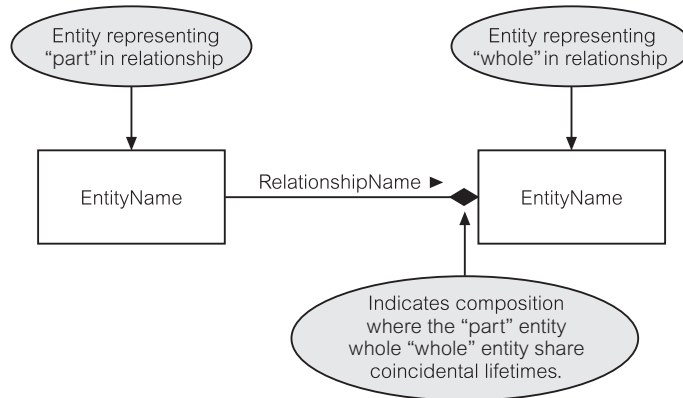 Entity representing
“part” in relationship
Entity representing
“whole” in relationship
EntityName
RelationshipName ►
EntityName
Indicates composition
where the “part” entity
whole “whole” entity share
coincidental lifetimes.